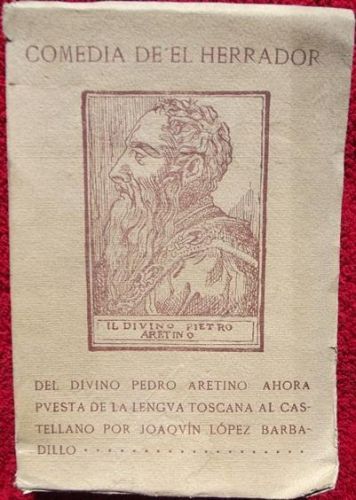 COMEDIA DE EL HERRADOR
IL DIVINO PIETRO
ARETINO
DEL DIVINO PEDRO ARETINO AHORA
PVESTA DE LA LENGVA TOSCANA AL CAS-
TELLANO POR JOAQVÍN LÓPEZ BARBA-
DILLO